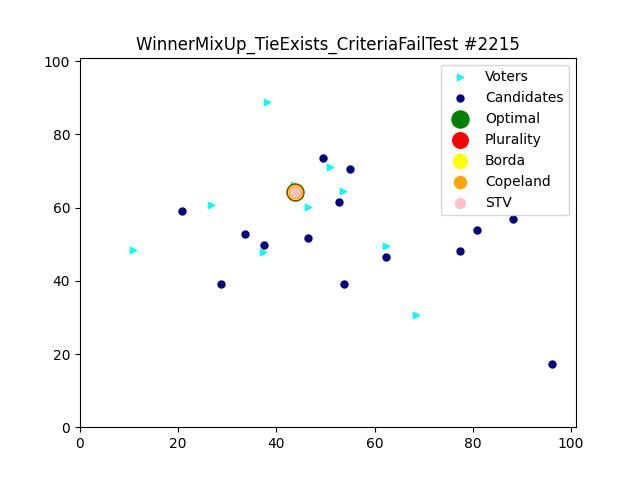 WinnerMixUp_TieExists_CriteriaFailTest #2215
100
80
60
40
20
0
0 20 40 60 80 100
Voters
Candidates
Optimal
Plurality
Borda
Copeland
STV